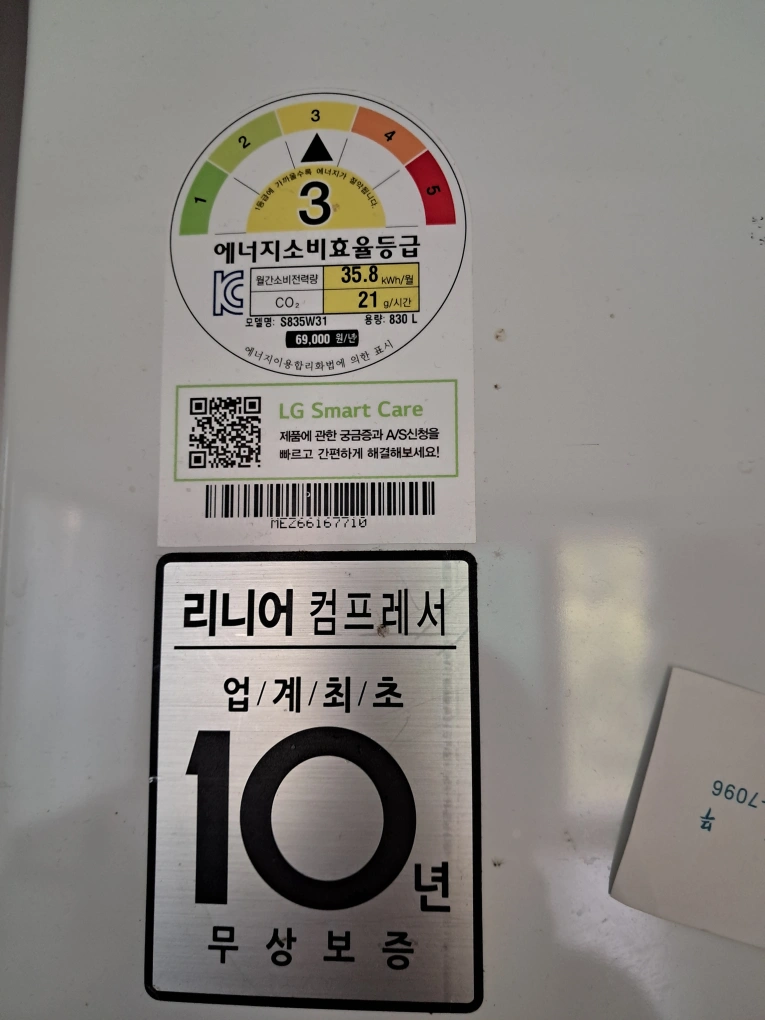 1
2
3
4
5
1등급에 가까울수록 에너지가 절약됩니다.
3
에너지소비효율등급
월간소비전력량 35.8 kWh/월
CO₂ 21 g/시간
모델명: S835W31 용량: 830 L
69,000 원/년
에너지이용합리화법에 의한 표시
LG Smart Care
제품에 관한 궁금증과 A/S신청을
빠르고 간편하게 해결해보세요!
MEZ66167710
리니어 컴프레서
업/계/최/초
10년
무상보증
-7096